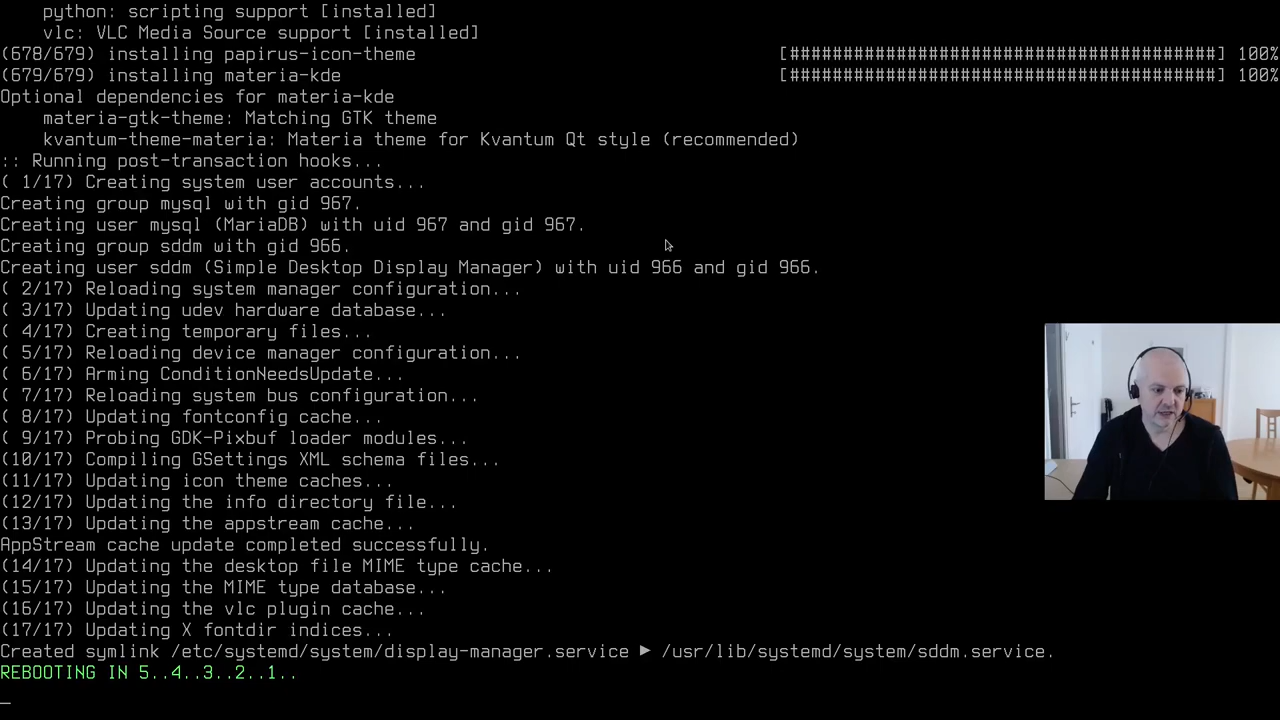 python: scripting support [installed]
vlc: VLC Media Source support [installed]
(678/679) installing papirus-icon-theme [########################################] 100%
(679/679) installing materia-kde [########################################] 100%
Optional dependencies for materia-kde
materia-gtk-theme: Matching GTK theme
kvantum-theme-materia: Materia theme for Kvantum Qt style (recommended)
:: Running post-transaction hooks...
( 1/17) Creating system user accounts...
Creating group mysql with gid 967.
Creating user mysql (MariaDB) with uid 967 and gid 967.
Creating group sddm with gid 966.
Creating user sddm (Simple Desktop Display Manager) with uid 966 and gid 966.
( 2/17) Reloading system manager configuration...
( 3/17) Updating udev hardware database...
( 4/17) Creating temporary files...
( 5/17) Reloading device manager configuration...
( 6/17) Arming ConditionNeedsUpdate...
( 7/17) Reloading system bus configuration...
( 8/17) Updating fontconfig cache...
( 9/17) Probing GDK-Pixbuf loader modules...
(10/17) Compiling GSettings XML schema files...
(11/17) Updating icon theme caches...
(12/17) Updating the info directory file...
(13/17) Updating the appstream cache...
AppStream cache update completed successfully.
(14/17) Updating the desktop file MIME type cache...
(15/17) Updating the MIME type database...
(16/17) Updating the vlc plugin cache...
(17/17) Updating X fontdir indices...
Created symlink /etc/systemd/system/display-manager.service ► /usr/lib/systemd/system/sddm.service.
REBOOTING IN 5..4..3..2..1..